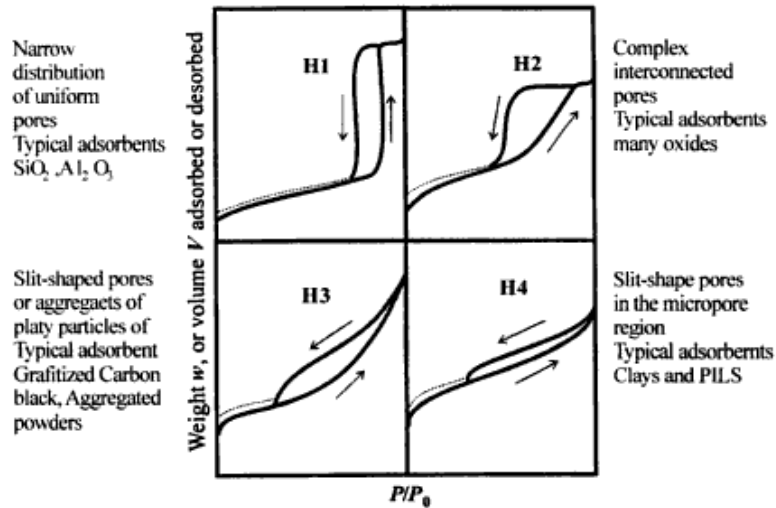 Narrow
distribution
of uniform
pores
Typical adsorbents
SiO₂ ,Al₂ O₃
H1
H2
Complex
interconnected
pores
Typical adsorbents
many oxides
Weight w, or volume V adsorbed or desorbed
Slit-shaped pores
or aggregaets of
platy particles of
Typical adsorbent
Grafitized Carbon
black, Aggregated
powders
H3
H4
Slit-shape pores
in the micropore
region
Typical adsorbernts
Clays and PILS
P/P₀